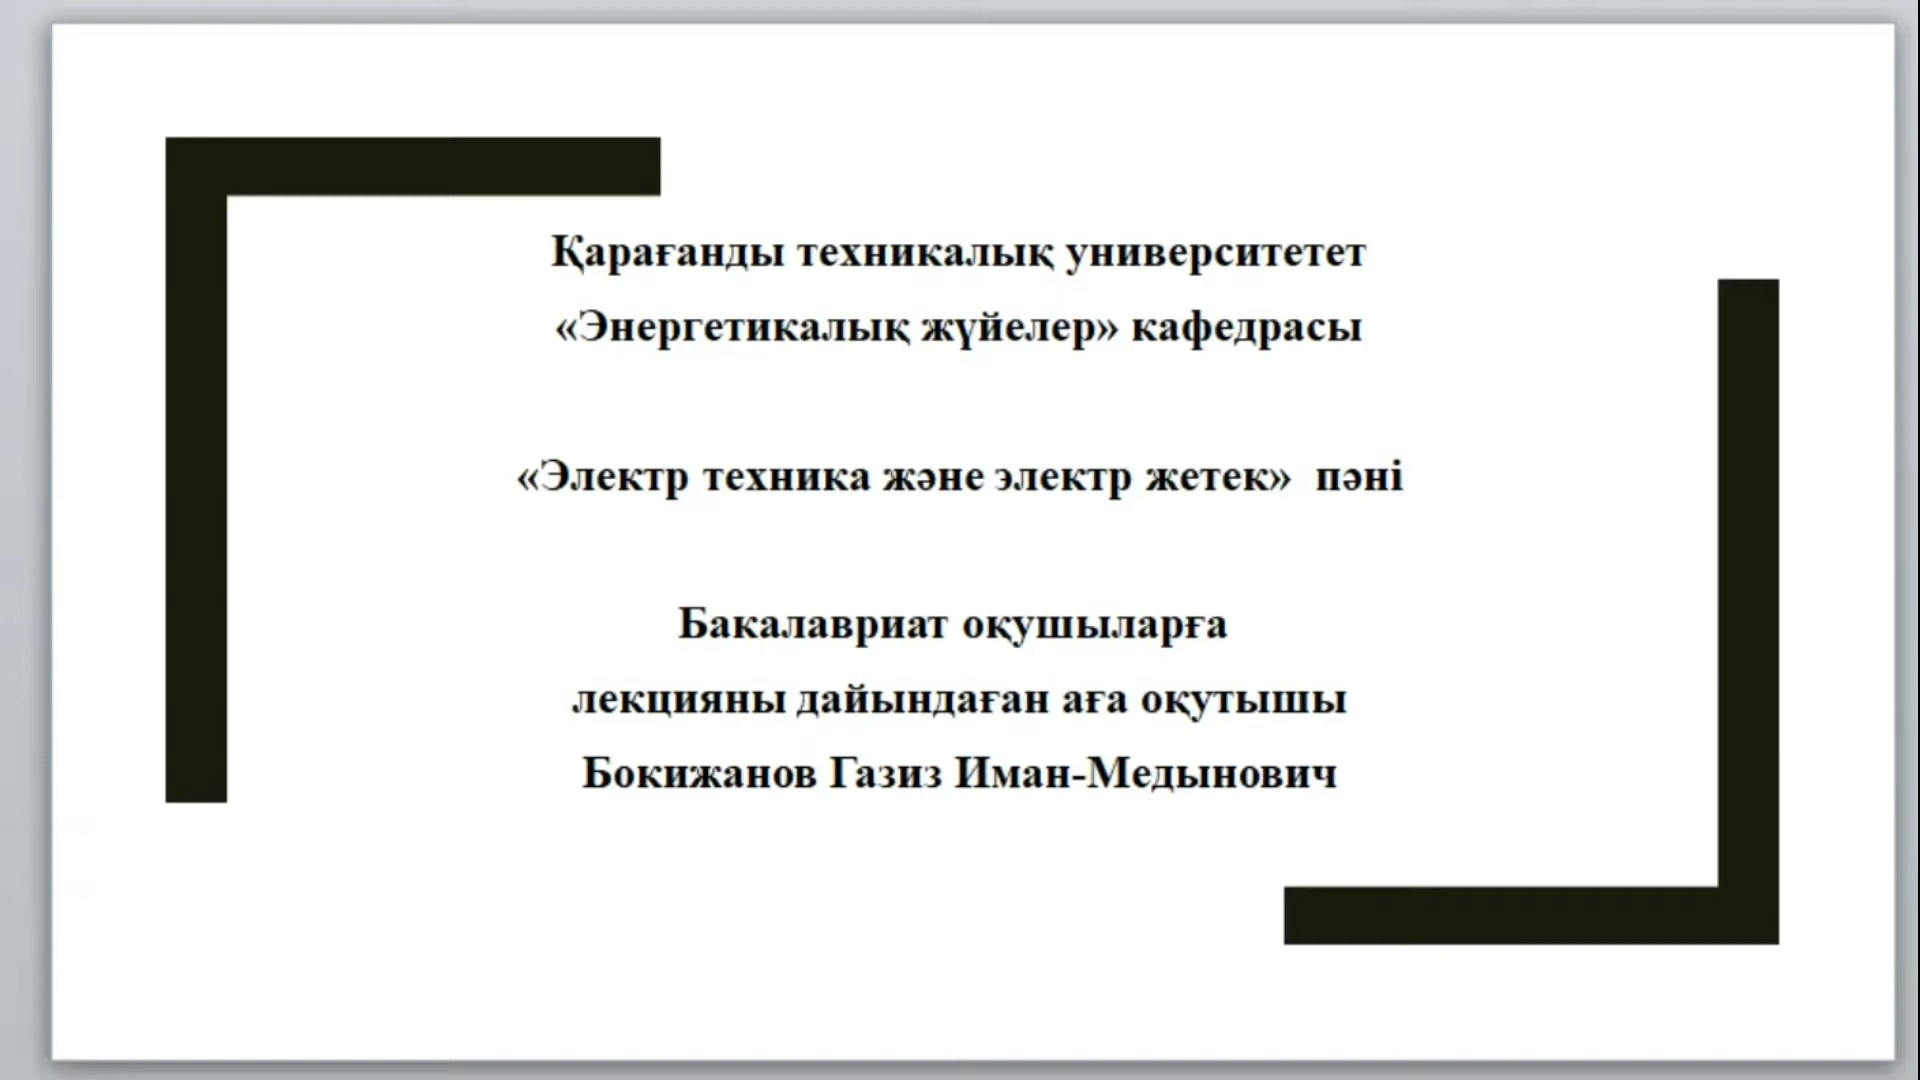 Қарағанды техникалық университетет
«Энергетикалық жүйелер» кафедрасы
«Электр техника және электр жетек» пәні
Бакалавриат оқушыларға
лекцияны дайындаған аға оқутышы
Бокижанов Газиз Иман-Медынович